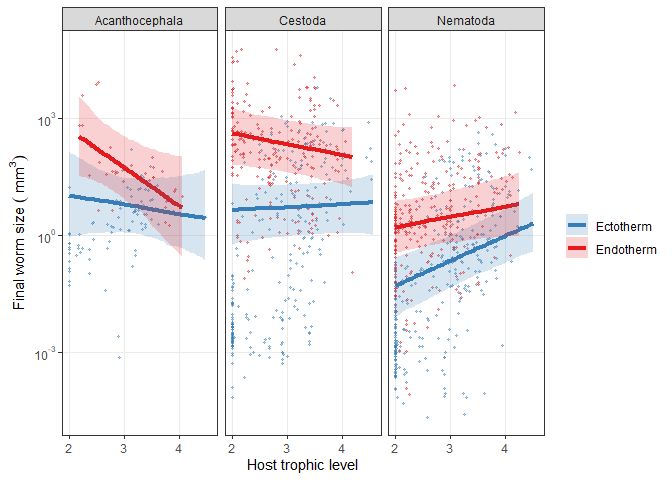 Acanthocephala Cestoda Nematoda
Final worm size ( mm³)
10³
10⁰
10⁻³
2 3 4 2 3 4 2 3 4
Host trophic level
Ectotherm
Endotherm